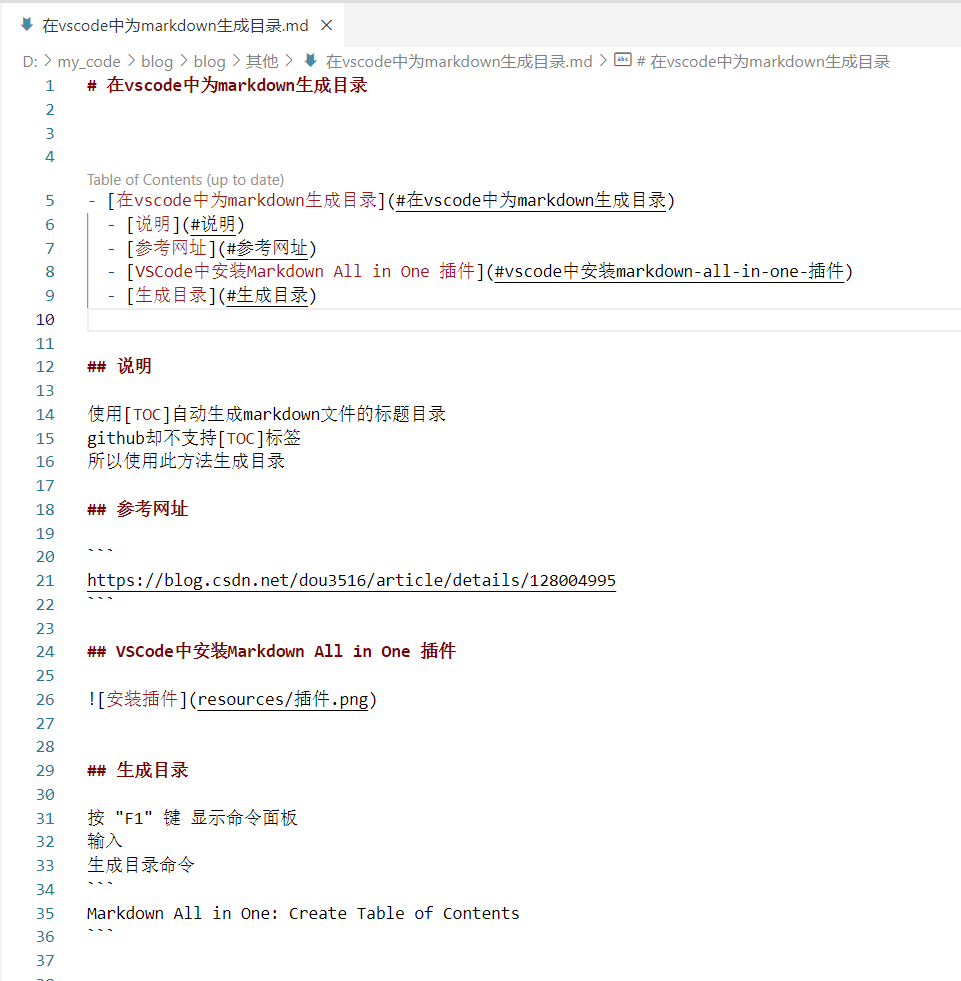 在vscode中为markdown生成目录.md
D: > my_code > blog > blog > 其他 > 在vscode中为markdown生成目录.md > # 在vscode中为markdown生成目录
1 # 在vscode中为markdown生成目录
2
3
4
Table of Contents (up to date)
5 - [在vscode中为markdown生成目录](#在vscode中为markdown生成目录)
6 - [说明](#说明)
7 - [参考网址](#参考网址)
8 - [VSCode中安装Markdown All in One 插件](#vscode中安装markdown-all-in-one-插件)
9 - [生成目录](#生成目录)
10
11
12 ## 说明
13
14 使用[TOC]自动生成markdown文件的标题目录
15 github却不支持[TOC]标签
16 所以使用此方法生成目录
17
18 ## 参考网址
19
20 ```
21 https://blog.csdn.net/dou3516/article/details/128004995
22 ```
23
24 ## VSCode中安装Markdown All in One 插件
25
26 ![安装插件](resources/插件.png)
27
28
29 ## 生成目录
30
31 按 "F1" 键 显示命令面板
32 输入
33 生成目录命令
34 ```
35 Markdown All in One: Create Table of Contents
36 ```
37